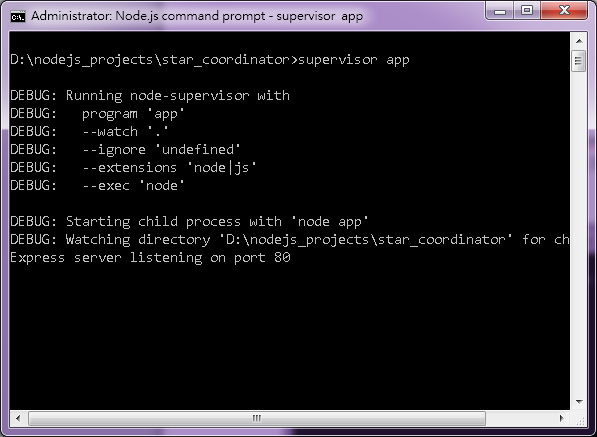 Administrator: Node.js command prompt - supervisor app
D:\nodejs_projects\star_coordinator>supervisor app
DEBUG: Running node-supervisor with
DEBUG:   program 'app'
DEBUG:   --watch '.'
DEBUG:   --ignore 'undefined'
DEBUG:   --extensions 'node|js'
DEBUG:   --exec 'node'
DEBUG: Starting child process with 'node app'
DEBUG: Watching directory 'D:\nodejs_projects\star_coordinator' for ch
Express server listening on port 80